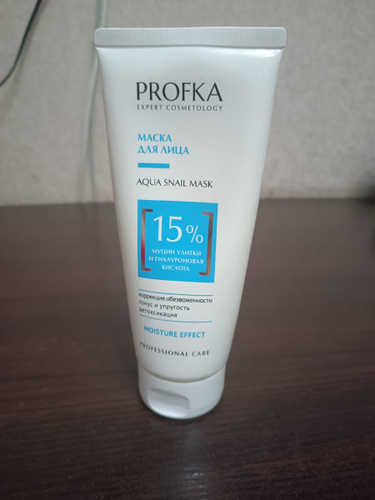 PROFKA
EXPERT COSMETOLOGY
МАСКА
ДЛЯ ЛИЦА
AQUA SNAIL MASK
15%
МУЦИН УЛИТКИ
И ГИАЛУРОНОВАЯ
КИСЛОТА
коррекция обезвоженности
тонус и упругость
детоксикация
MOISTURE EFFECT
PROFESSIONAL CARE